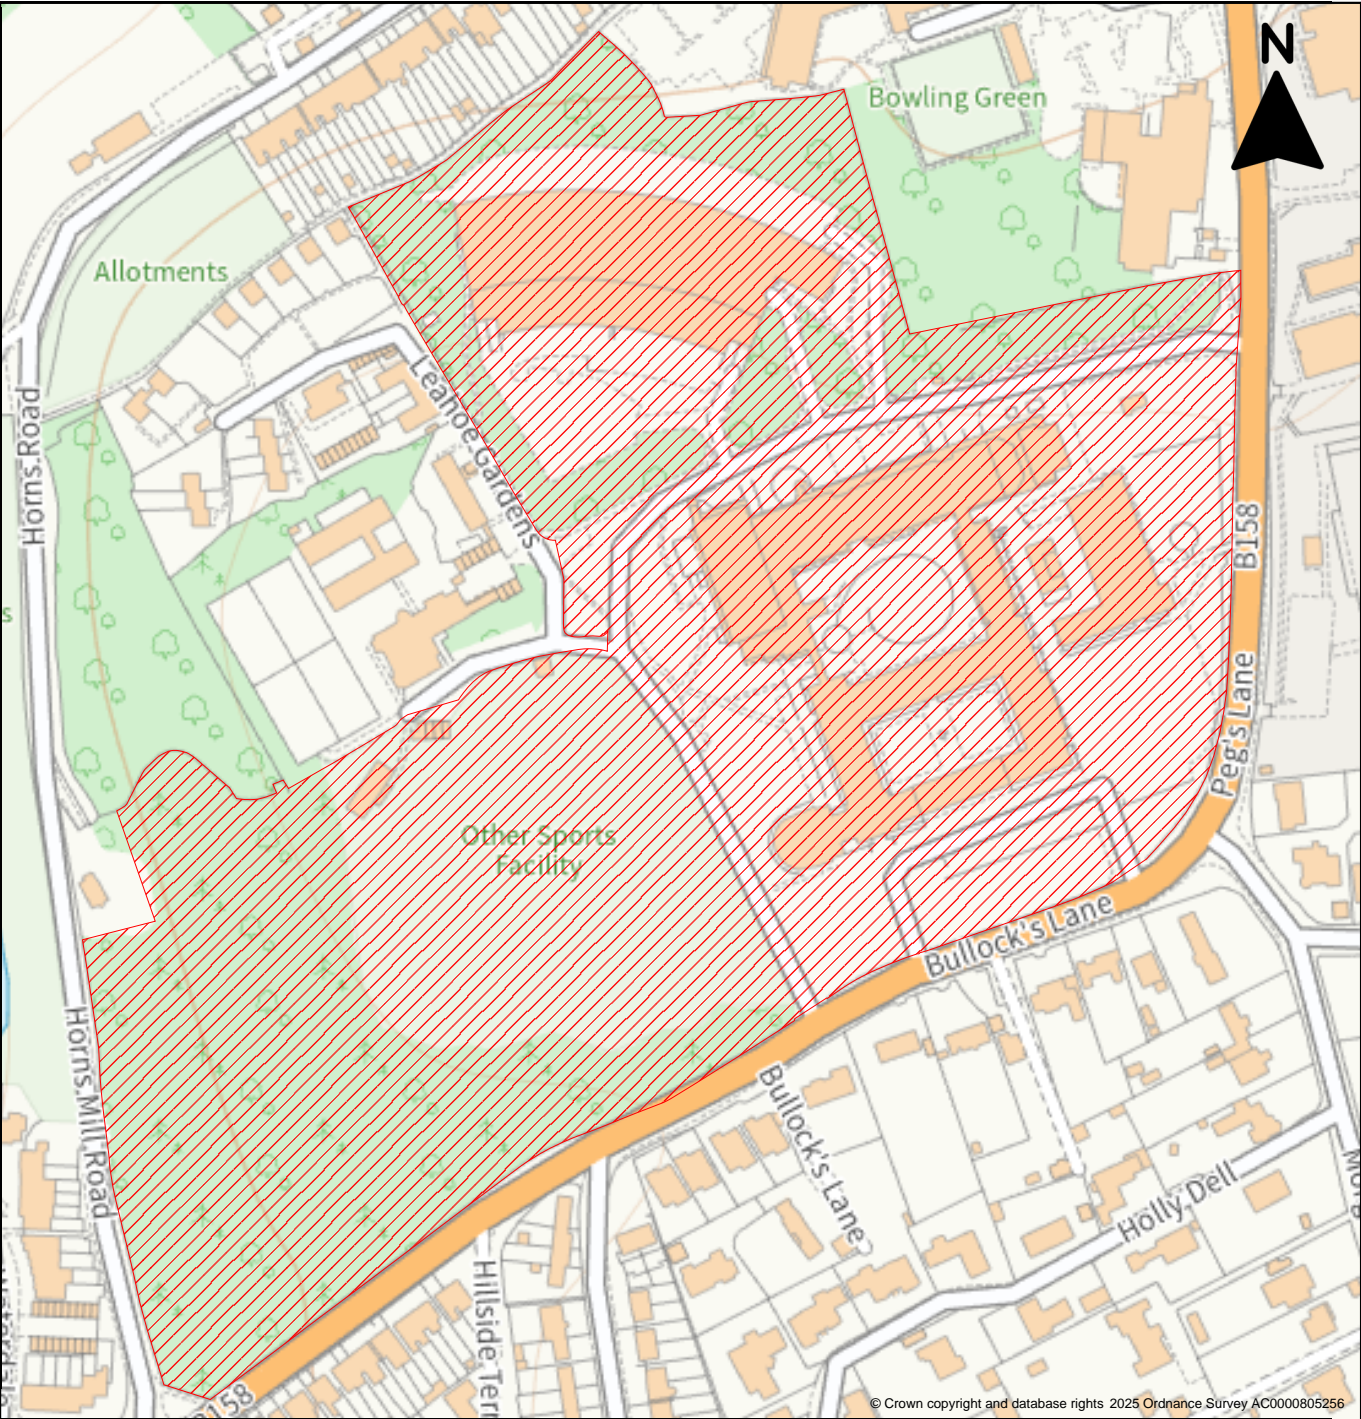 N
Bowling Green
Allotments
Leahoe Gardens
Horns Road
B158
Peg's Lane
Other Sports
Facility
Bullock's Lane
Horns Mill Road
Bullock's Lane
Holly Dell
Hillside Terr
B158
© Crown copyright and database rights 2025 Ordnance Survey AC0000805256